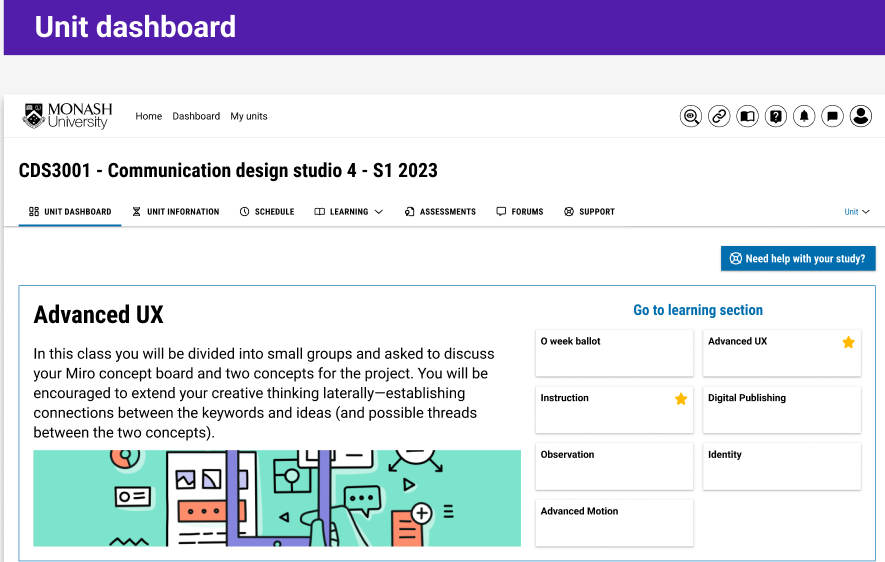 Unit dashboard
MONASH
University
Home Dashboard My units
CDS3001 - Communication design studio 4 - S1 2023
UNIT DASHBOARD UNIT INFORNATION SCHEDULE LEARNING ASSESSMENTS FORUMS SUPPORT Unit
Need help with your study?
Advanced UX
In this class you will be divided into small groups and asked to discuss
your Miro concept board and two concepts for the project. You will be
encouraged to extend your creative thinking laterally—establishing
connections between the keywords and ideas (and possible threads
between the two concepts).
Go to learning section
O week ballot
Advanced UX
Instruction
Digital Publishing
Observation
Identity
Advanced Motion